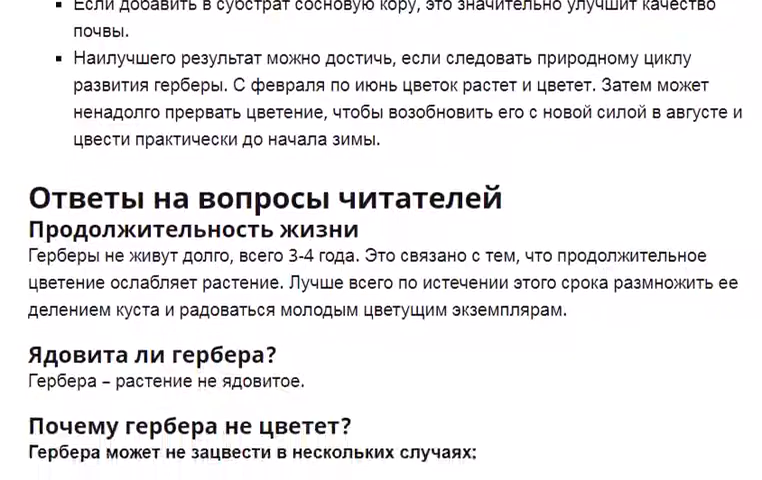 Если добавить в субстрат сосновую кору, это значительно улучшит качество
почвы.
Наилучшего результат можно достичь, если следовать природному циклу
развития герберы. С февраля по июнь цветок растет и цветет. Затем может
ненадолго прервать цветение, чтобы возобновить его с новой силой в августе и
цвести практически до начала зимы.
Ответы на вопросы читателей
Продолжительность жизни
Герберы не живут долго, всего 3-4 года. Это связано с тем, что продолжительное
цветение ослабляет растение. Лучше всего по истечении этого срока размножить ее
делением куста и радоваться молодым цветущим экземплярам.
Ядовита ли гербера?
Гербера – растение не ядовитое.
Почему гербера не цветет?
Гербера может не зацвести в нескольких случаях: